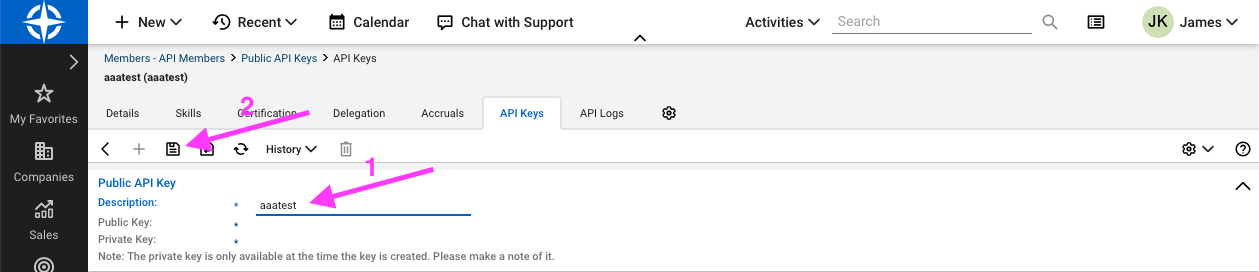 New Recent Calendar Chat with Support Activities Search JK James
Members - API Members > Public API Keys > API Keys
aaatest (aaatest)
My Favorites
Companies
Sales
Details Skills Certification Delegation Accruals API Keys API Logs
2
History
1
Public API Key
Description: * aaatest
Public Key: *
Private Key: *
Note: The private key is only available at the time the key is created. Please make a note of it.